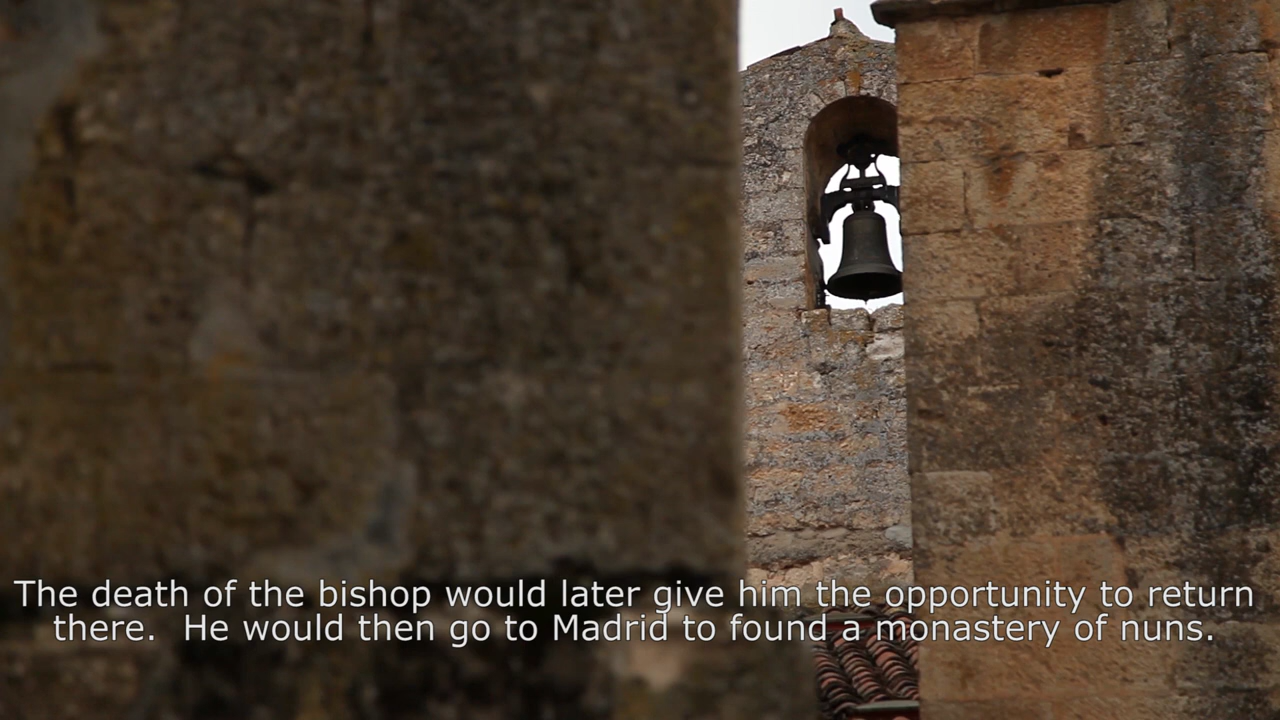 The death of the bishop would later give him the opportunity to return
there.  He would then go to Madrid to found a monastery of nuns.